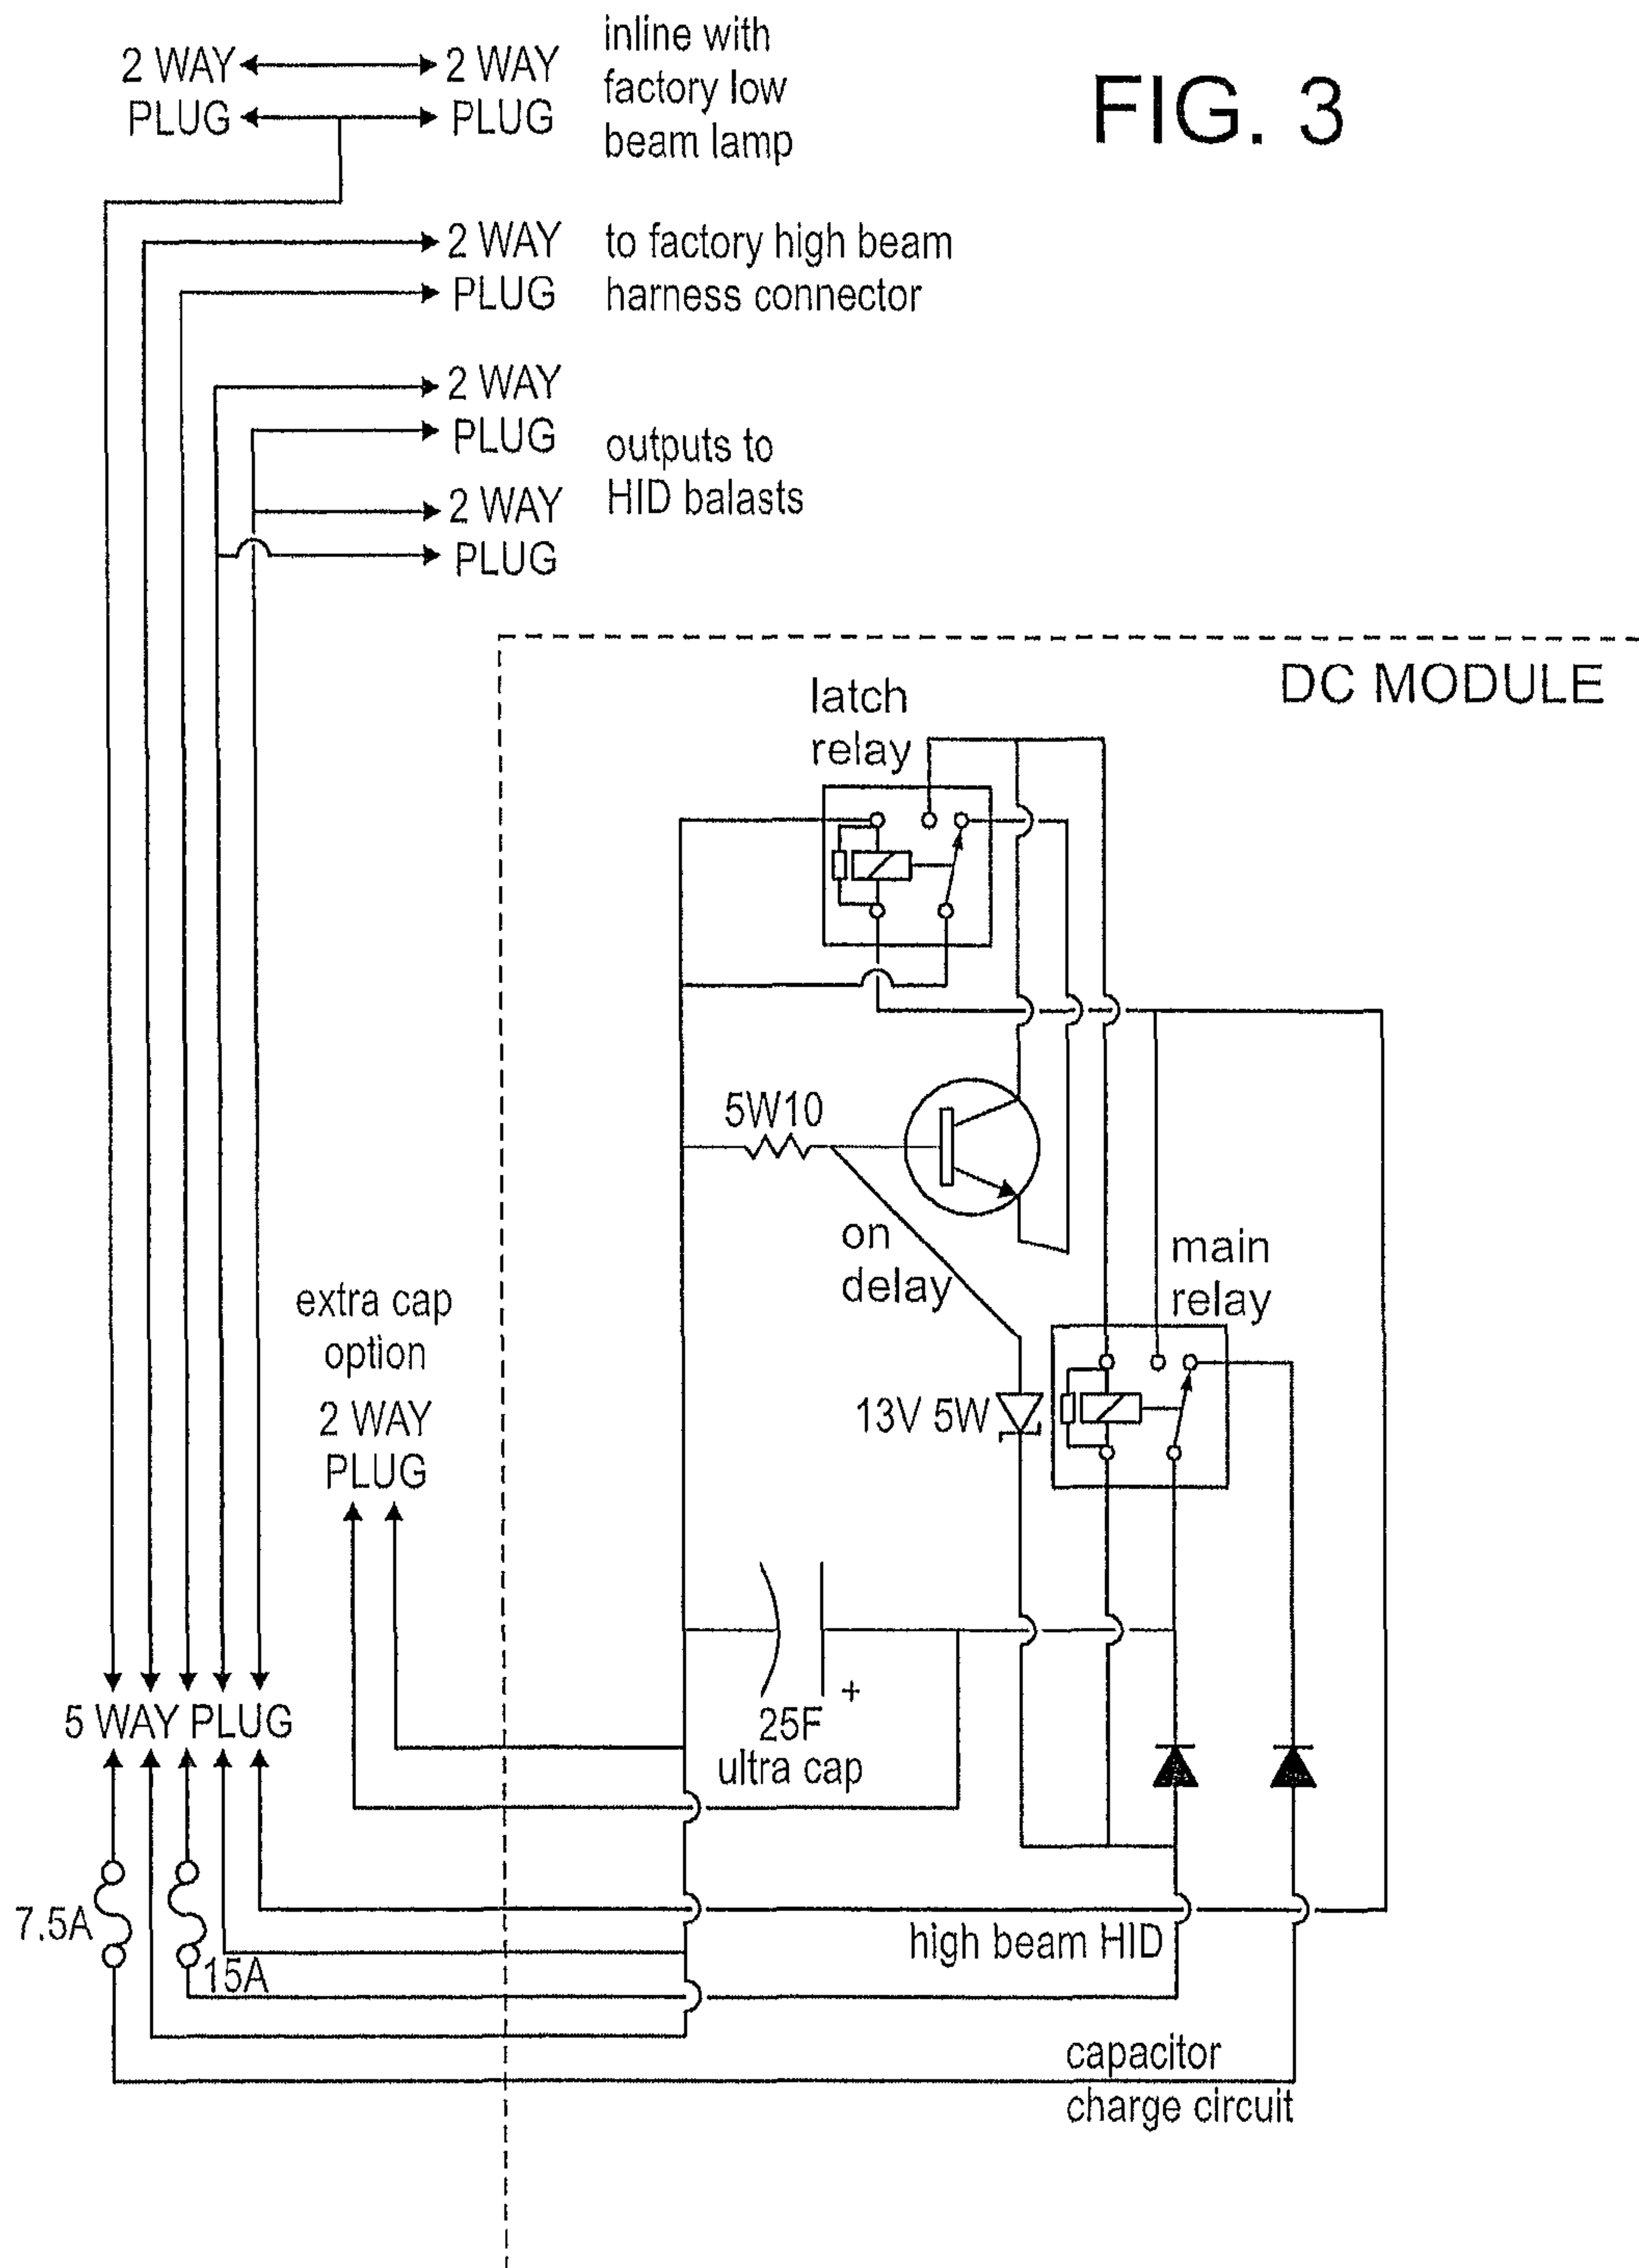 FIG. 3
2 WAY
PLUG
2 WAY
PLUG
inline with
factory low
beam lamp
2 WAY
PLUG
to factory high beam
harness connector
2 WAY
PLUG
2 WAY
PLUG
outputs to
HID balasts
DC MODULE
latch
relay
5W10
on
delay
main
relay
extra cap
option
2 WAY
PLUG
13V 5W
+
25F
ultra cap
5 WAY PLUG
7.5A
15A
high beam HID
capacitor
charge circuit